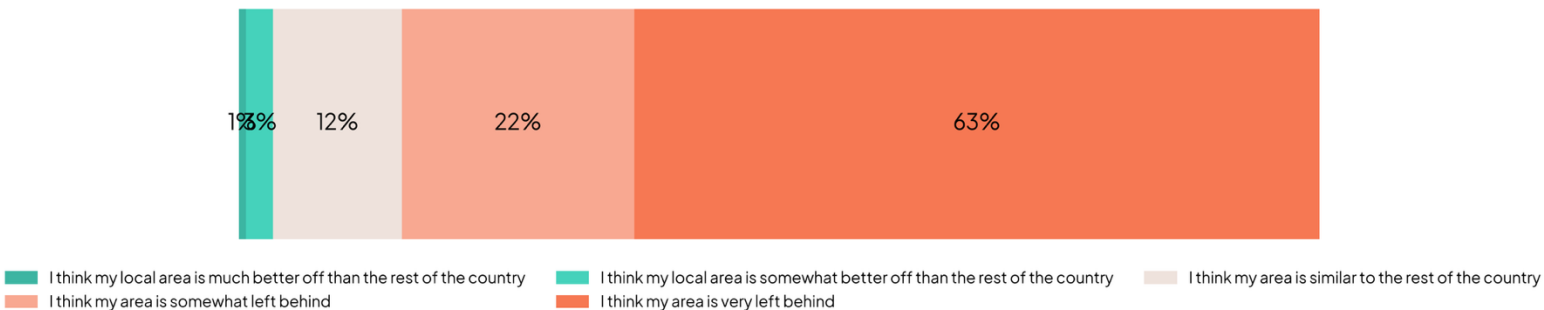 1% 3% 12% 22% 63%
I think my local area is much better off than the rest of the country I think my local area is somewhat better off than the rest of the country I think my area is similar to the rest of the country
I think my area is somewhat left behind I think my area is very left behind